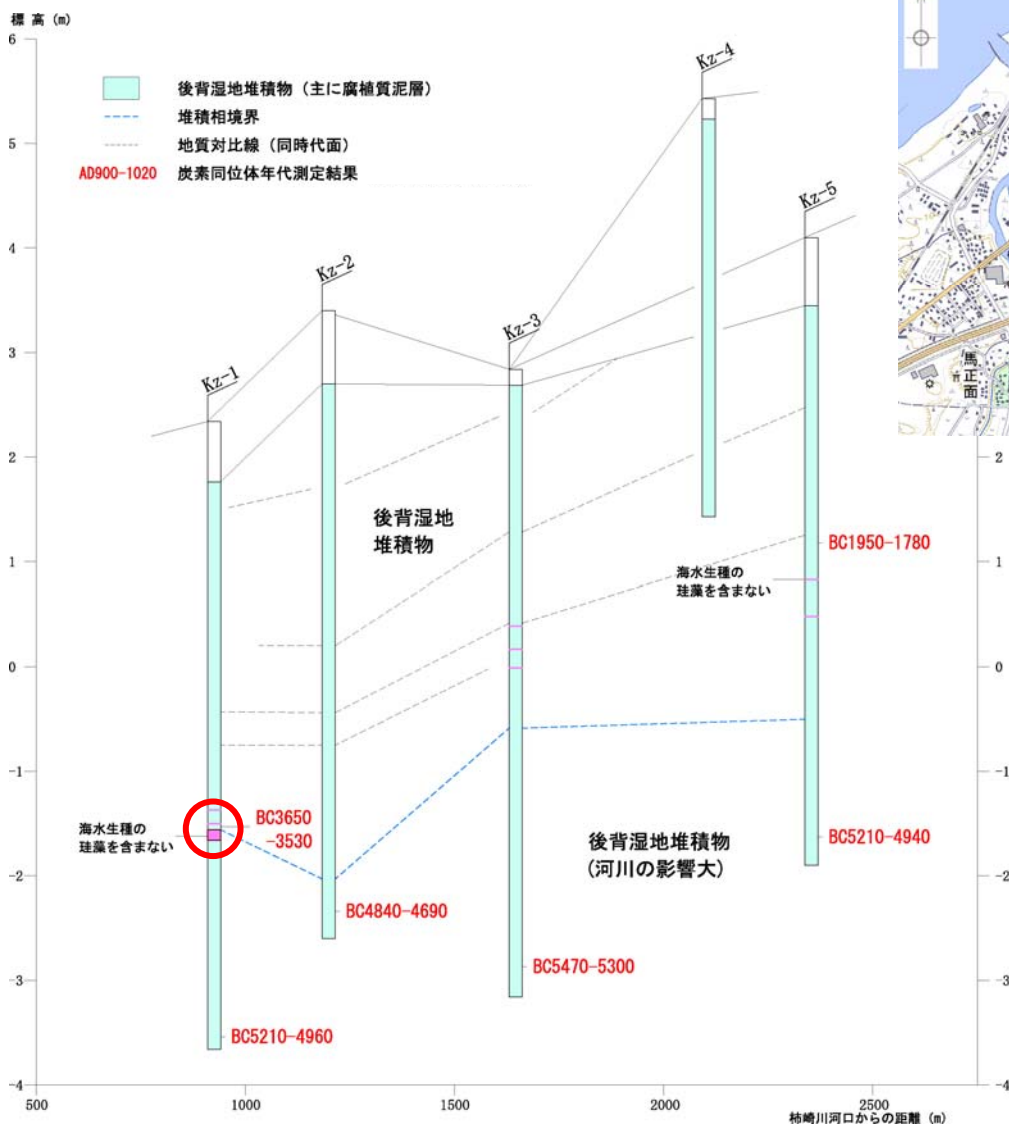 標 高 (m)
6
5
4
3
2
1
0
-1
-2
-3
-4
後背湿地堆積物 (主に腐植質泥層)
堆積相境界
地質対比線 (同時代面)
AD900-1020 炭素同位体年代測定結果
Kz-1
Kz-2
Kz-3
Kz-4
Kz-5
馬正面
後背湿地
堆積物
BC1950-1780
海水生種の
珪藻を含まない
海水生種の
珪藻を含まない
BC3650
-3530
後背湿地堆積物
(河川の影響大)
BC5210-4940
BC4840-4690
BC5470-5300
BC5210-4960
2
1
0
-1
-2
-3
-4
500
1000
1500
2000
2500
柿崎川河口からの距離 (m)